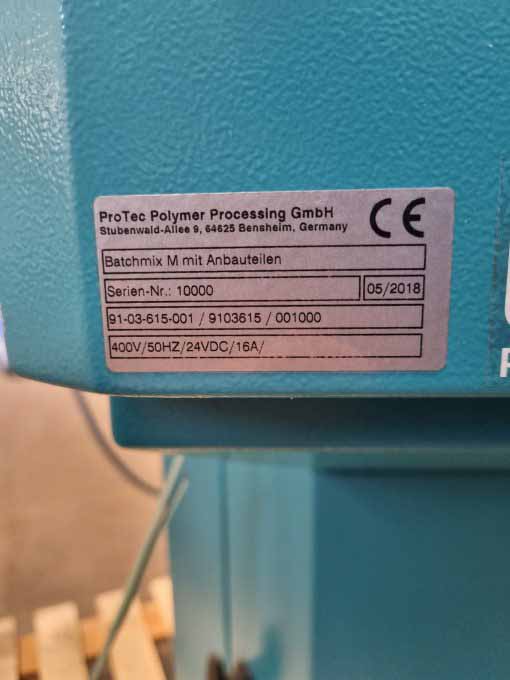 ProTec Polymer Processing GmbH
Stubenwald-Allee 9, 64625 Bensheim, Germany
CE
Batchmix M mit Anbauteilen
Serien-Nr.: 10000
05/2018
91-03-615-001 / 9103615 / 001000
400V/50HZ/24VDC/16A/